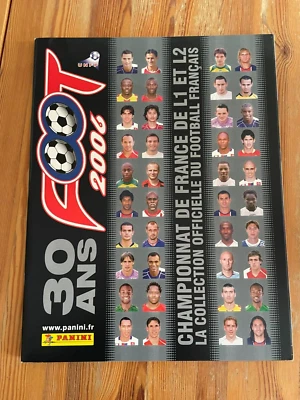 FOOT
2006
30
ANS
www.panini.fr
PANINI
CHAMPIONNAT DE FRANCE DE L1 ET L2
LA COLLECTION OFFICIELLE DU FOOTBALL FRANÇAIS